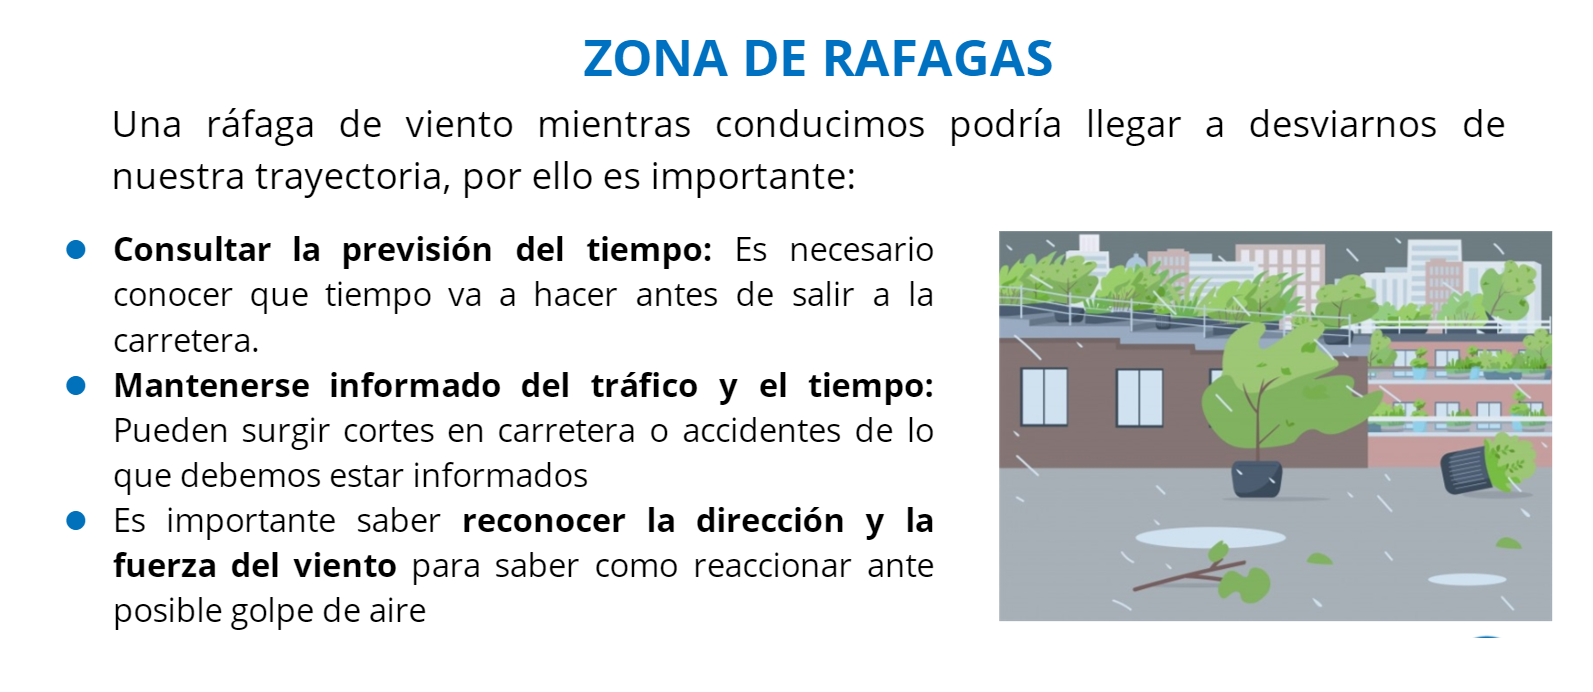 ZONA DE RAFAGAS
Una ráfaga de viento mientras conducimos podría llegar a desviarnos de
nuestra trayectoria, por ello es importante:
Consultar la previsión del tiempo: Es necesario
conocer que tiempo va a hacer antes de salir a la
carretera.
Mantenerse informado del tráfico y el tiempo:
Pueden surgir cortes en carretera o accidentes de lo
que debemos estar informados
Es importante saber reconocer la dirección y la
fuerza del viento para saber como reaccionar ante
posible golpe de aire